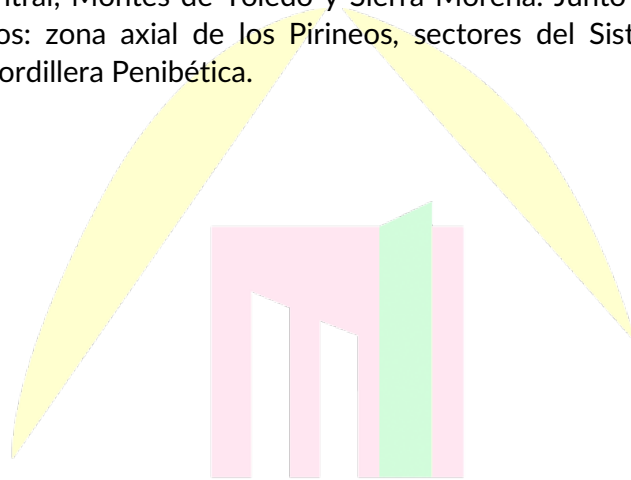 ntral, Montes de Toledo y Sierra Morena. Junto
os: zona axial de los Pirineos, sectores del Sist
ordillera Penibética.